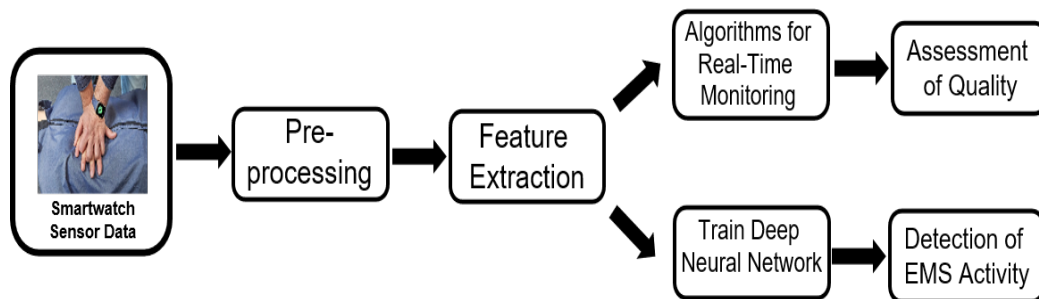 Smartwatch
Sensor Data
Pre-
processing
Feature
Extraction
Algorithms for
Real-Time
Monitoring
Assessment
of Quality
Train Deep
Neural Network
Detection of
EMS Activity